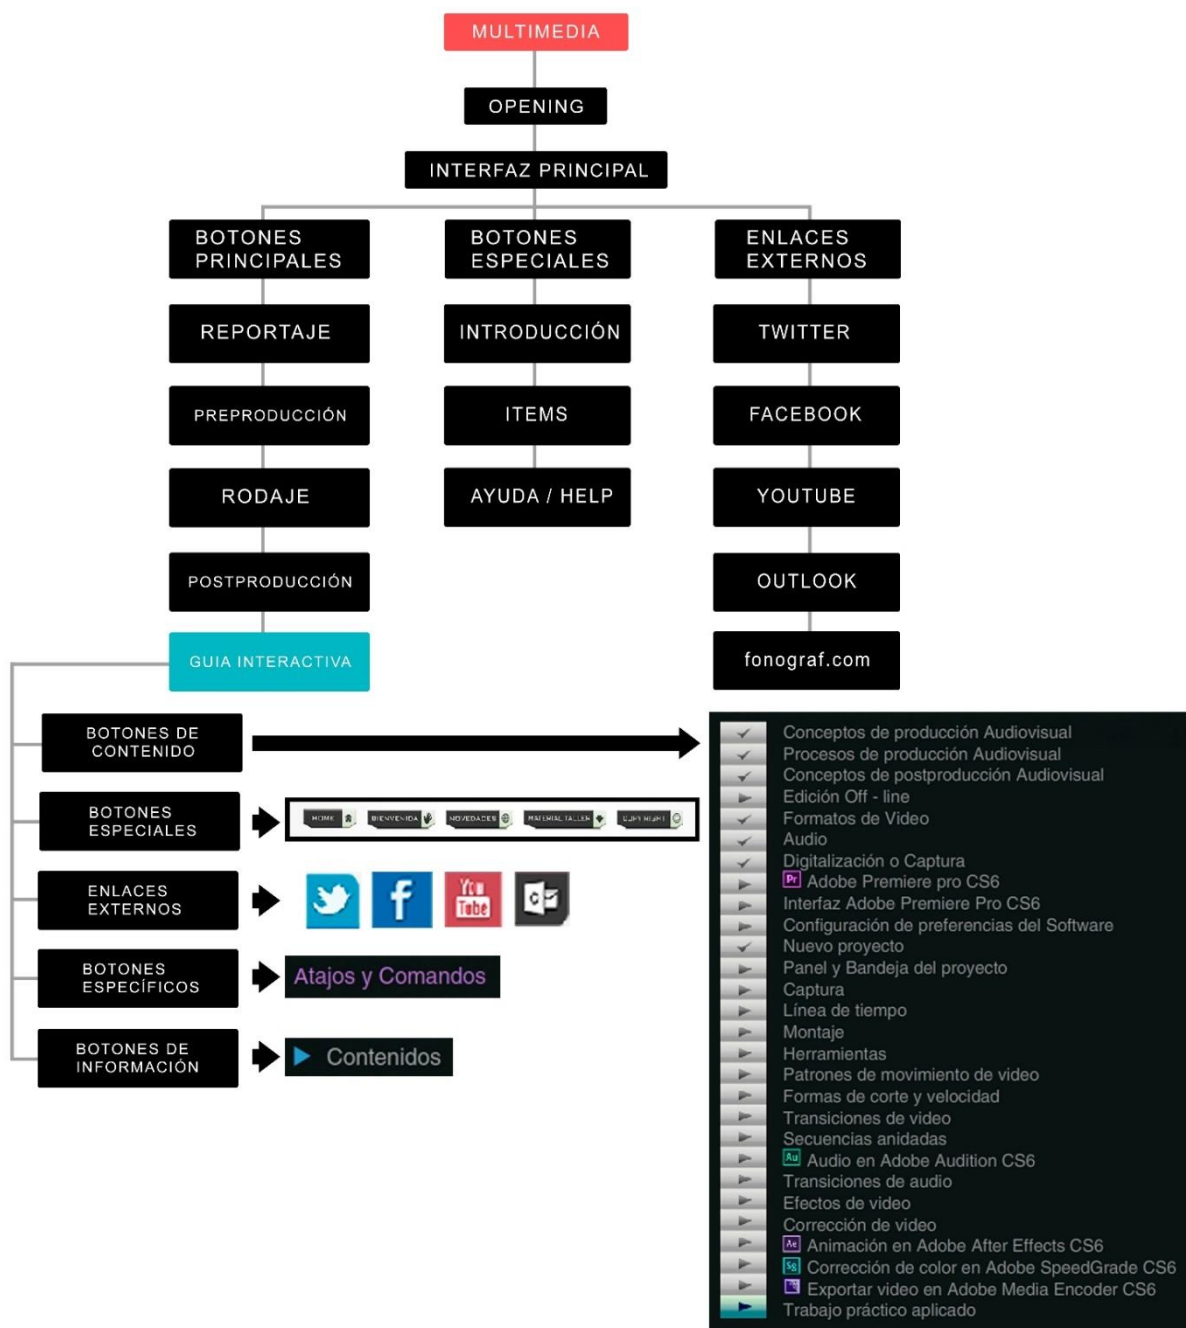 MULTIMEDIA
OPENING
INTERFAZ PRINCIPAL
BOTONES
PRINCIPALES
REPORTAJE
PREPRODUCCIÓN
RODAJE
POSTPRODUCCIÓN
GUIA INTERACTIVA
BOTONES
ESPECIALES
INTRODUCCIÓN
ITEMS
AYUDA / HELP
ENLACES
EXTERNOS
TWITTER
FACEBOOK
YOUTUBE
OUTLOOK
fonograf.com
BOTONES DE
CONTENIDO
BOTONES
ESPECIALES
HOME
BIENVENIDA
NOVEDADES
MATERIAL TALLER
COPYRIGHT
ENLACES
EXTERNOS
f
You
Tube
BOTONES
ESPECÍFICOS
Atajos y Comandos
BOTONES DE
INFORMACIÓN
Contenidos
Conceptos de producción Audiovisual
Procesos de producción Audiovisual
Conceptos de postproducción Audiovisual
Edición Off - line
Formatos de Video
Audio
Digitalización o Captura
Pr Adobe Premiere pro CS6
Interfaz Adobe Premiere Pro CS6
Configuración de preferencias del Software
Nuevo proyecto
Panel y Bandeja del proyecto
Captura
Línea de tiempo
Montaje
Herramientas
Patrones de movimiento de video
Formas de corte y velocidad
Transiciones de video
Secuencias anidadas
Au Audio en Adobe Audition CS6
Transiciones de audio
Efectos de video
Corrección de video
Ae Animación en Adobe After Effects CS6
Sg Corrección de color en Adobe SpeedGrade CS6
Exportar video en Adobe Media Encoder CS6
Trabajo práctico aplicado